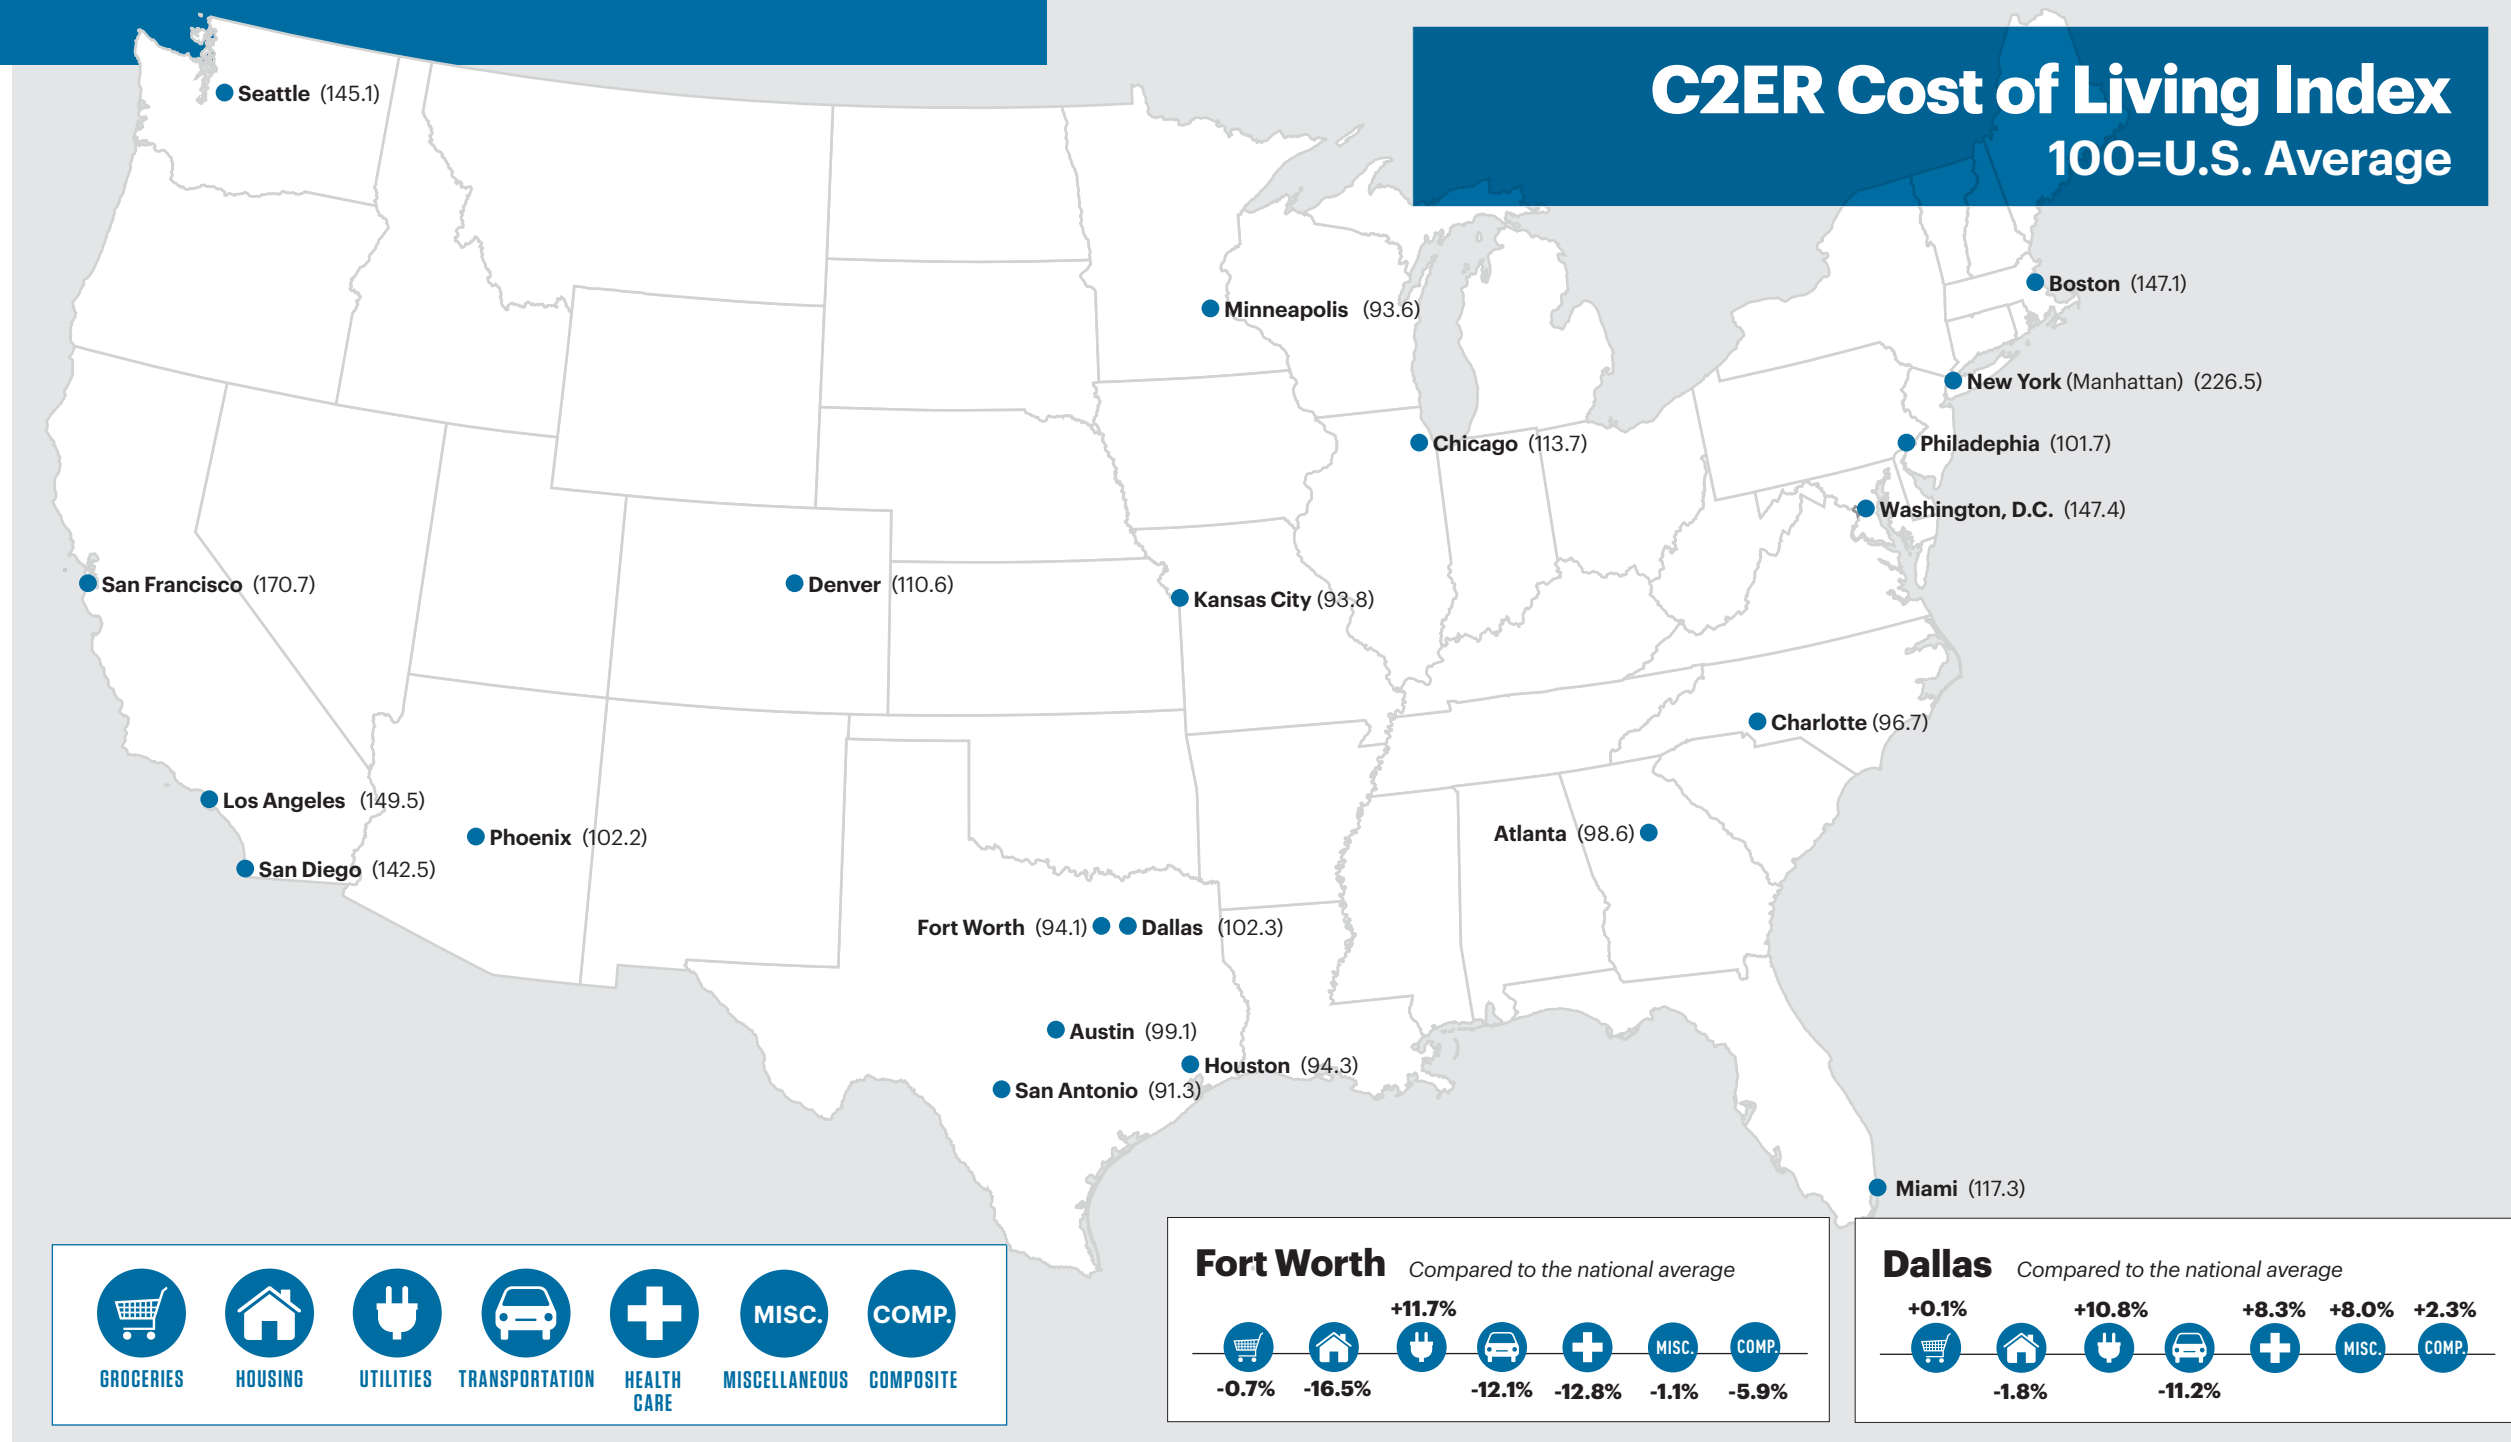 C2ER Cost of Living Index
100=U.S. Average
Seattle (145.1)
Boston (147.1)
Minneapolis (93.6)
New York (Manhattan) (226.5)
Chicago (113.7)
Philadephia (101.7)
Washington, D.C. (147.4)
San Francisco (170.7)
Denver (110.6)
Kansas City (93.8)
Charlotte (96.7)
Los Angeles (149.5)
Phoenix (102.2)
Atlanta (98.6)
San Diego (142.5)
Fort Worth (94.1)
Dallas (102.3)
Austin (99.1)
Houston (94.3)
San Antonio (91.3)
Miami (117.3)
MISC. COMP.
GROCERIES HOUSING UTILITIES TRANSPORTATION HEALTH CARE MISCELLANEOUS COMPOSITE
Fort Worth Compared to the national average
+11.7%
MISC. COMP.
-0.7% -16.5% -12.1% -12.8% -1.1% -5.9%
Dallas Compared to the national average
+0.1% +10.8% +8.3% +8.0% +2.3%
MISC. COMP.
-1.8% -11.2%